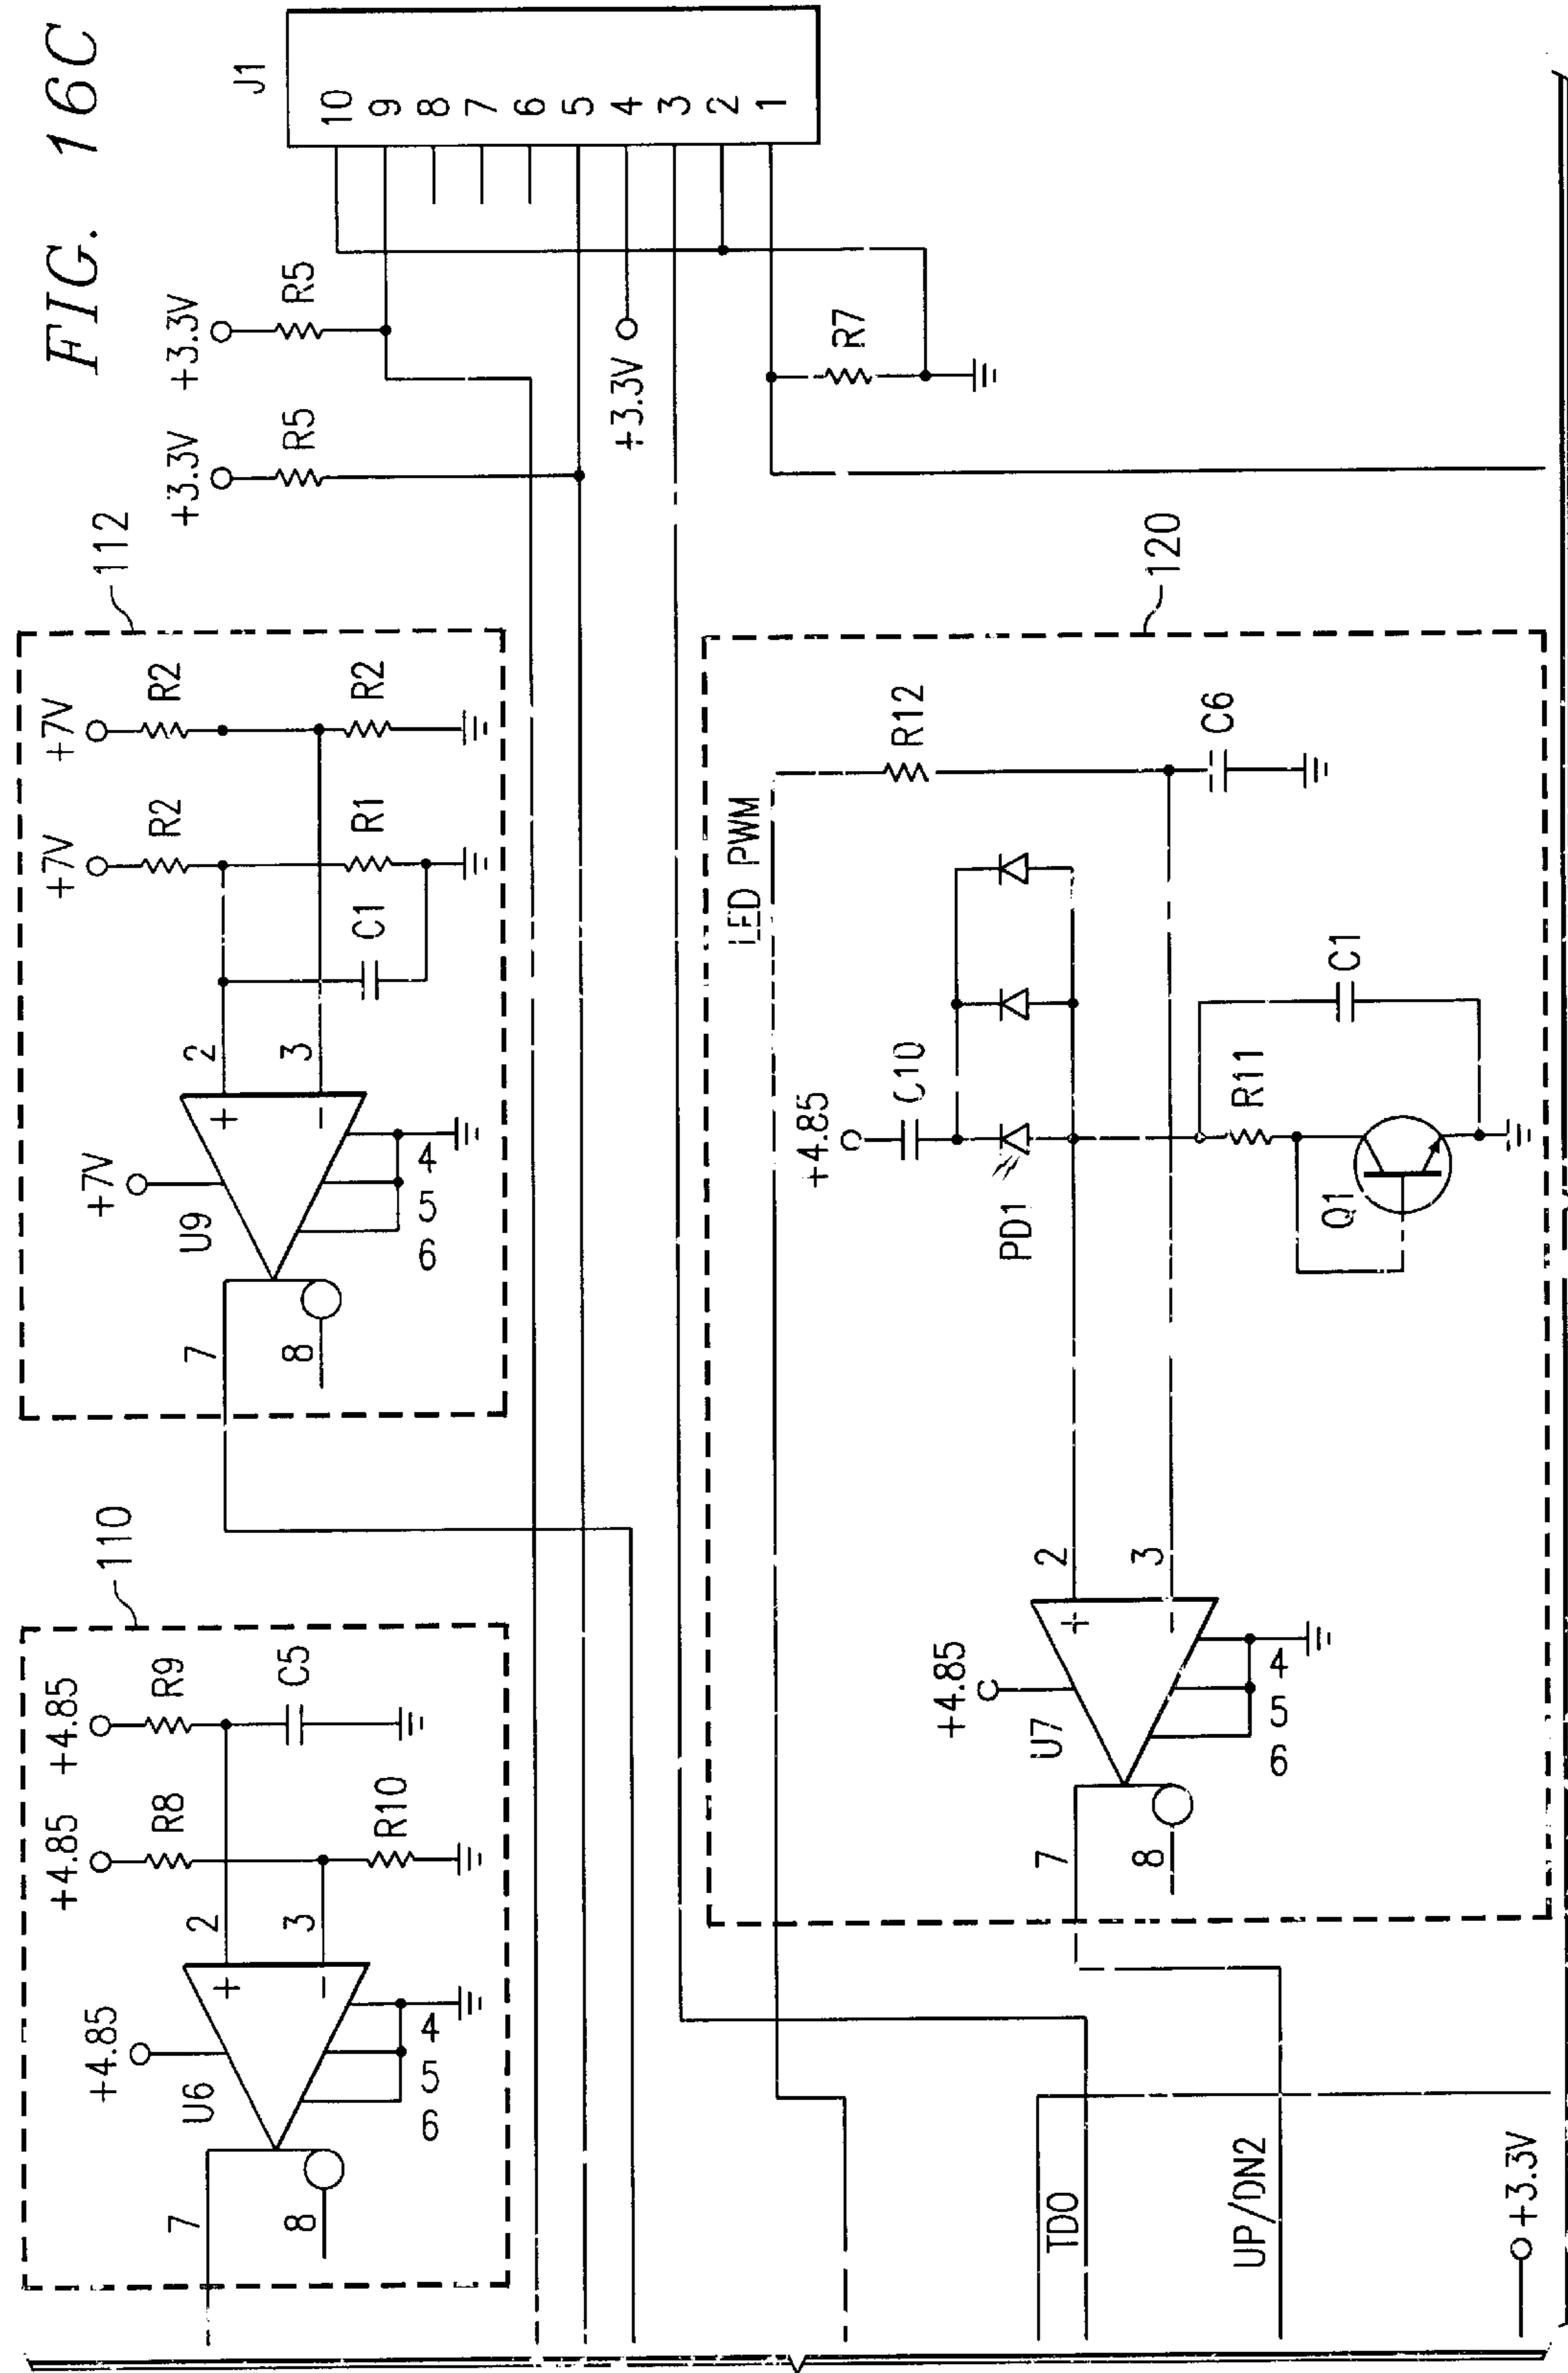 FIG. 16C
J1
10
9
8
7
6
5
4
3
2
1
+3.3V
R5
+3.3V
R5
+3.3V
R7
112
+7V
R2
R2
+7V
R2
R1
C1
+7V
U9
+
−
2
3
4
5
6
7
8
110
+4.85
R9
C5
+4.85
R8
R10
+4.85
U6
+
−
2
3
4
5
6
7
8
120
LED PWM
R12
C6
+4.85
C10
PD1
C1
R11
Q1
+4.85
U7
+
−
2
3
4
5
6
7
8
TDO
UP/DN2
+3.3V